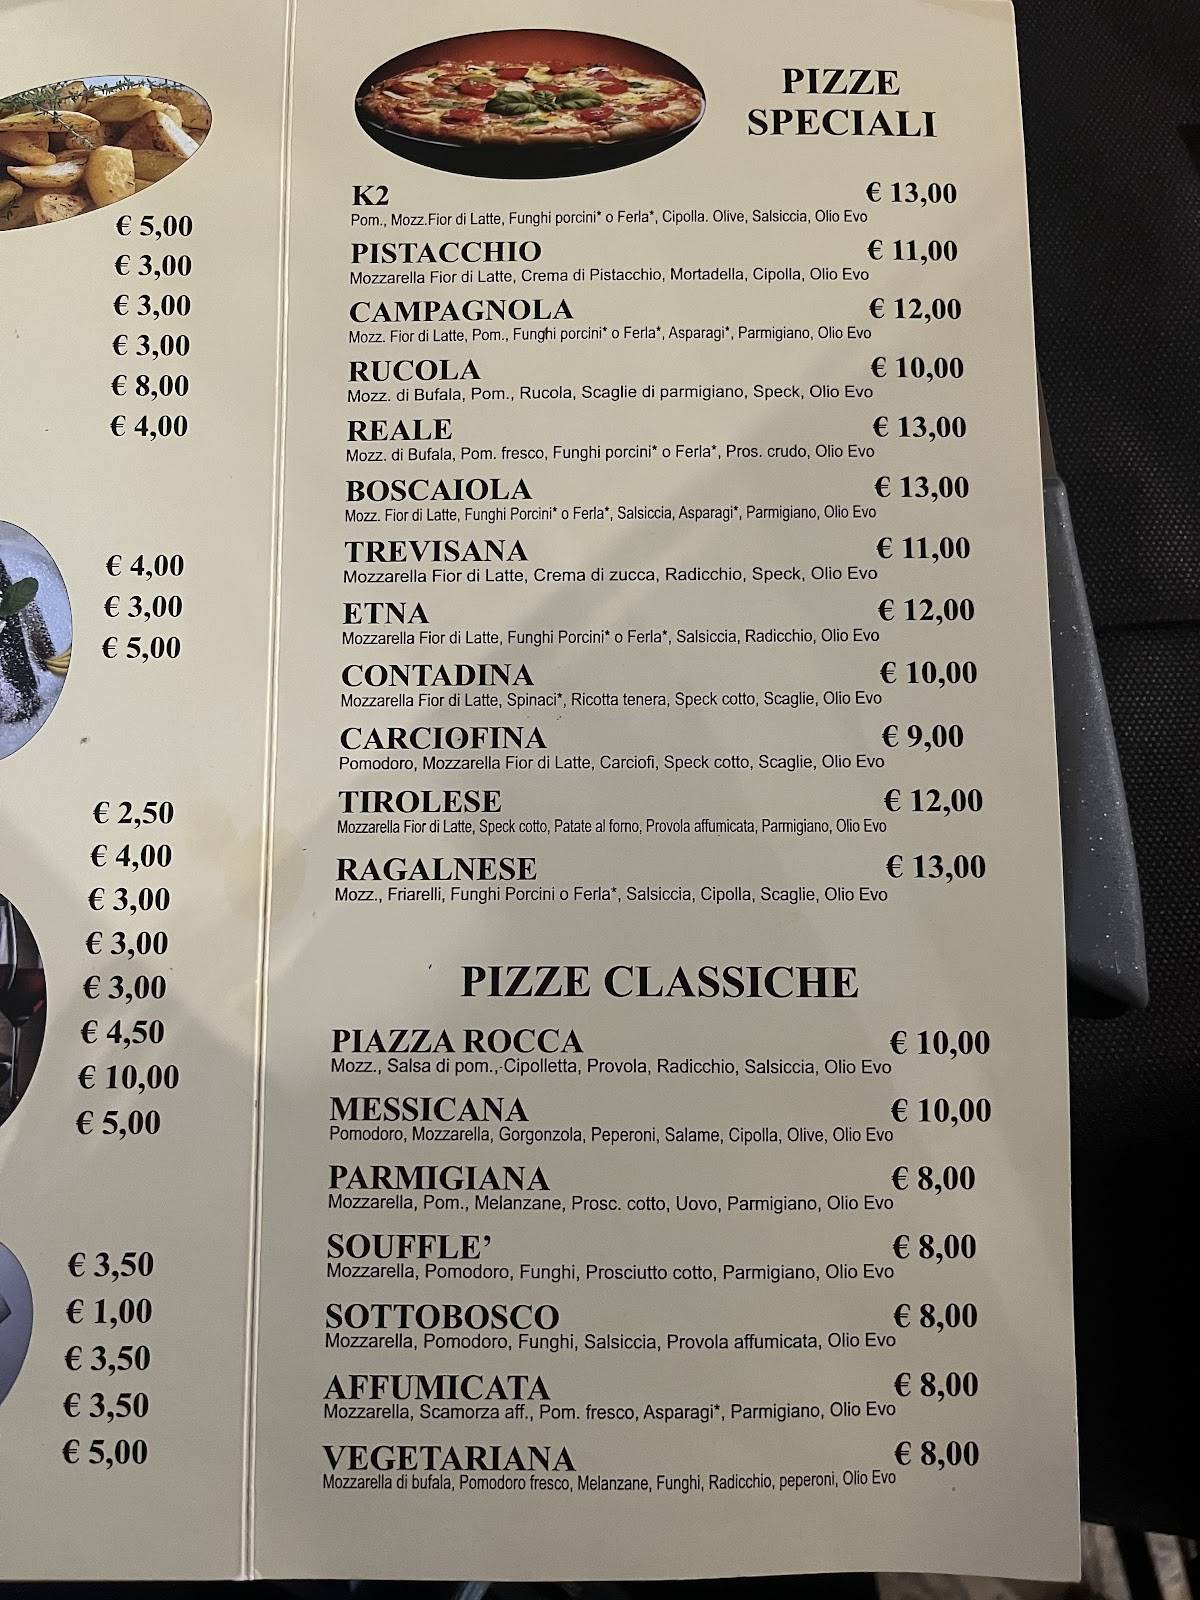 € 5,00
€ 3,00
€ 3,00
€ 3,00
€ 8,00
€ 4,00
€ 4,00
€ 3,00
€ 5,00
€ 2,50
€ 4,00
€ 3,00
€ 3,00
€ 3,00
€ 4,50
€ 10,00
€ 5,00
€ 3,50
€ 1,00
€ 3,50
€ 3,50
€ 5,00
PIZZE
SPECIALI
K2 € 13,00
Pom., Mozz.Fior di Latte, Funghi porcini* o Ferla*, Cipolla. Olive, Salsiccia, Olio Evo
PISTACCHIO € 11,00
Mozzarella Fior di Latte, Crema di Pistacchio, Mortadella, Cipolla, Olio Evo
CAMPAGNOLA € 12,00
Mozz. Fior di Latte, Pom., Funghi porcini* o Ferla*, Asparagi*, Parmigiano, Olio Evo
RUCOLA € 10,00
Mozz. di Bufala, Pom., Rucola, Scaglie di parmigiano, Speck, Olio Evo
REALE € 13,00
Mozz. di Bufala, Pom. fresco, Funghi porcini* o Ferla*, Pros. crudo, Olio Evo
BOSCAIOLA € 13,00
Mozz. Fior di Latte, Funghi Porcini* o Ferla*, Salsiccia, Asparagi*, Parmigiano, Olio Evo
TREVISANA € 11,00
Mozzarella Fior di Latte, Crema di zucca, Radicchio, Speck, Olio Evo
ETNA € 12,00
Mozzarella Fior di Latte, Funghi Porcini* o Ferla*, Salsiccia, Radicchio, Olio Evo
CONTADINA € 10,00
Mozzarella Fior di Latte, Spinaci*, Ricotta tenera, Speck cotto, Scaglie, Olio Evo
CARCIOFINA € 9,00
Pomodoro, Mozzarella Fior di Latte, Carciofi, Speck cotto, Scaglie, Olio Evo
TIROLESE € 12,00
Mozzarella Fior di Latte, Speck cotto, Patate al forno, Provola affumicata, Parmigiano, Olio Evo
RAGALNESE € 13,00
Mozz., Friarelli, Funghi Porcini o Ferla*, Salsiccia, Cipolla, Scaglie, Olio Evo
PIZZE CLASSICHE
PIAZZA ROCCA € 10,00
Mozz., Salsa di pom., Cipolletta, Provola, Radicchio, Salsiccia, Olio Evo
MESSICANA € 10,00
Pomodoro, Mozzarella, Gorgonzola, Peperoni, Salame, Cipolla, Olive, Olio Evo
PARMIGIANA € 8,00
Mozzarella, Pom., Melanzane, Prosc. cotto, Uovo, Parmigiano, Olio Evo
SOUFFLE’ € 8,00
Mozzarella, Pomodoro, Funghi, Prosciutto cotto, Parmigiano, Olio Evo
SOTTOBOSCO € 8,00
Mozzarella, Pomodoro, Funghi, Salsiccia, Provola affumicata, Olio Evo
AFFUMICATA € 8,00
Mozzarella, Scamorza aff., Pom. fresco, Asparagi*, Parmigiano, Olio Evo
VEGETARIANA € 8,00
Mozzarella di bufala, Pomodoro fresco, Melanzane, Funghi, Radicchio, peperoni, Olio Evo